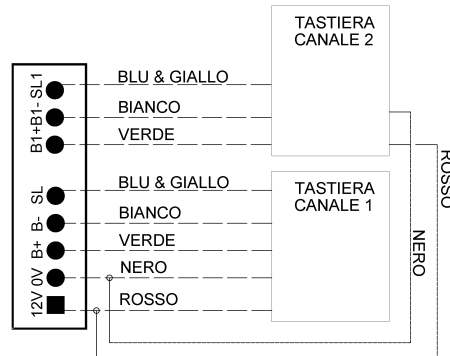 TASTIERA
CANALE 2
BLU & GIALLO
BIANCO
VERDE
SL1
B1-
B1+
ROSSO
NERO
TASTIERA
CANALE 1
BLU & GIALLO
BIANCO
VERDE
NERO
ROSSO
SL
B-
B+
0V
12V